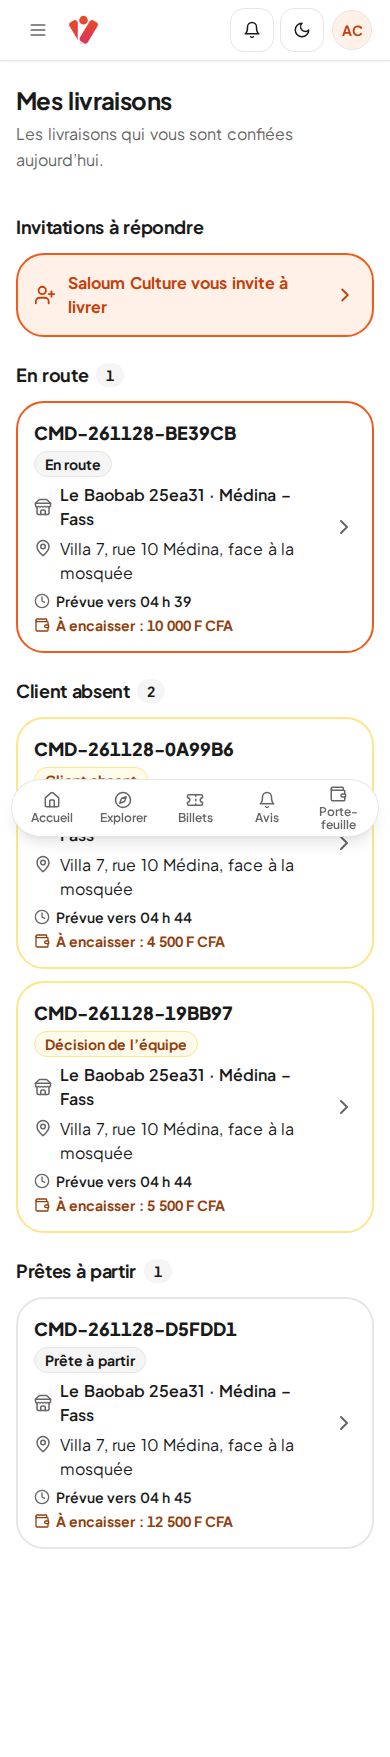 AC
Mes livraisons
Les livraisons qui vous sont confiées
aujourd’hui.
Invitations à répondre
Saloum Culture vous invite à
livrer
En route 1
CMD-261128-BE39CB
En route
Le Baobab 25ea31 · Médina –
Fass
Villa 7, rue 10 Médina, face à la
mosquée
Prévue vers 04 h 39
À encaisser : 10 000 F CFA
Client absent 2
CMD-261128-0A99B6
Client absent
Accueil
Explorer
Billets
Avis
Porte-
feuille
Fass
Villa 7, rue 10 Médina, face à la
mosquée
Prévue vers 04 h 44
À encaisser : 4 500 F CFA
CMD-261128-19BB97
Décision de l’équipe
Le Baobab 25ea31 · Médina –
Fass
Villa 7, rue 10 Médina, face à la
mosquée
Prévue vers 04 h 44
À encaisser : 5 500 F CFA
Prêtes à partir 1
CMD-261128-D5FDD1
Prête à partir
Le Baobab 25ea31 · Médina –
Fass
Villa 7, rue 10 Médina, face à la
mosquée
Prévue vers 04 h 45
À encaisser : 12 500 F CFA